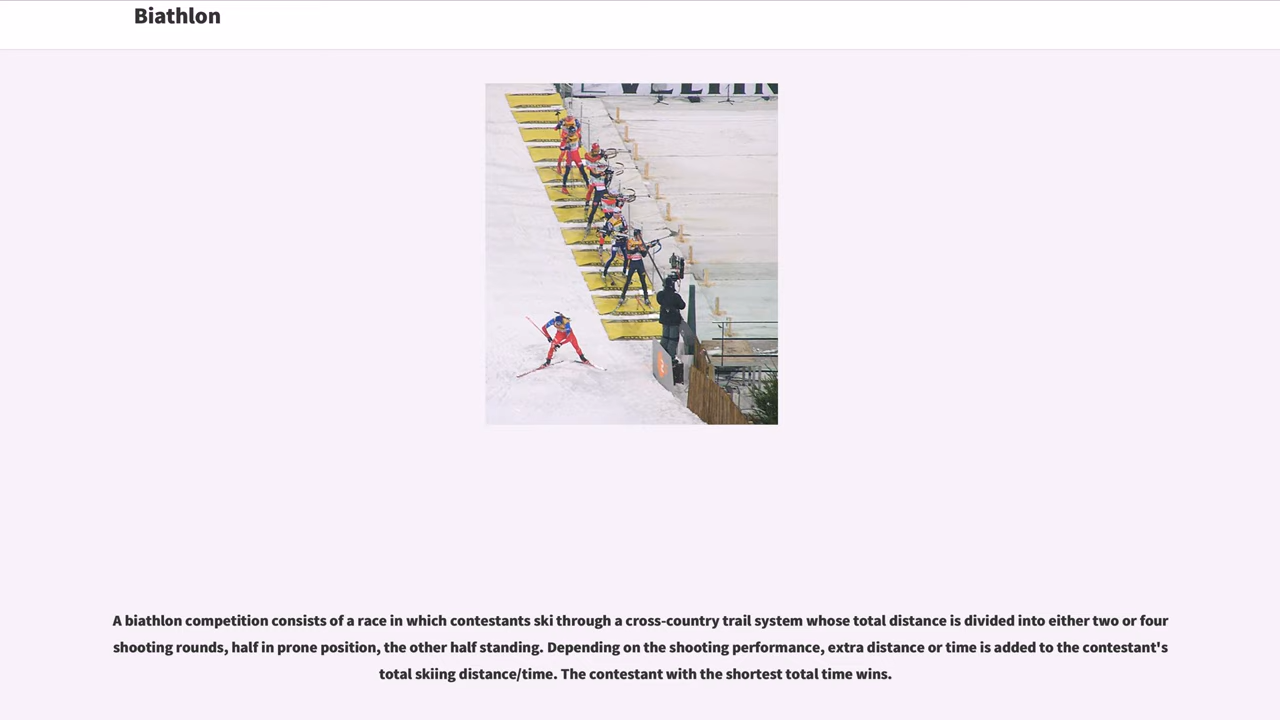 Biathlon
A biathlon competition consists of a race in which contestants ski through a cross-country trail system whose total distance is divided into either two or four
shooting rounds, half in prone position, the other half standing. Depending on the shooting performance, extra distance or time is added to the contestant's
total skiing distance/time. The contestant with the shortest total time wins.